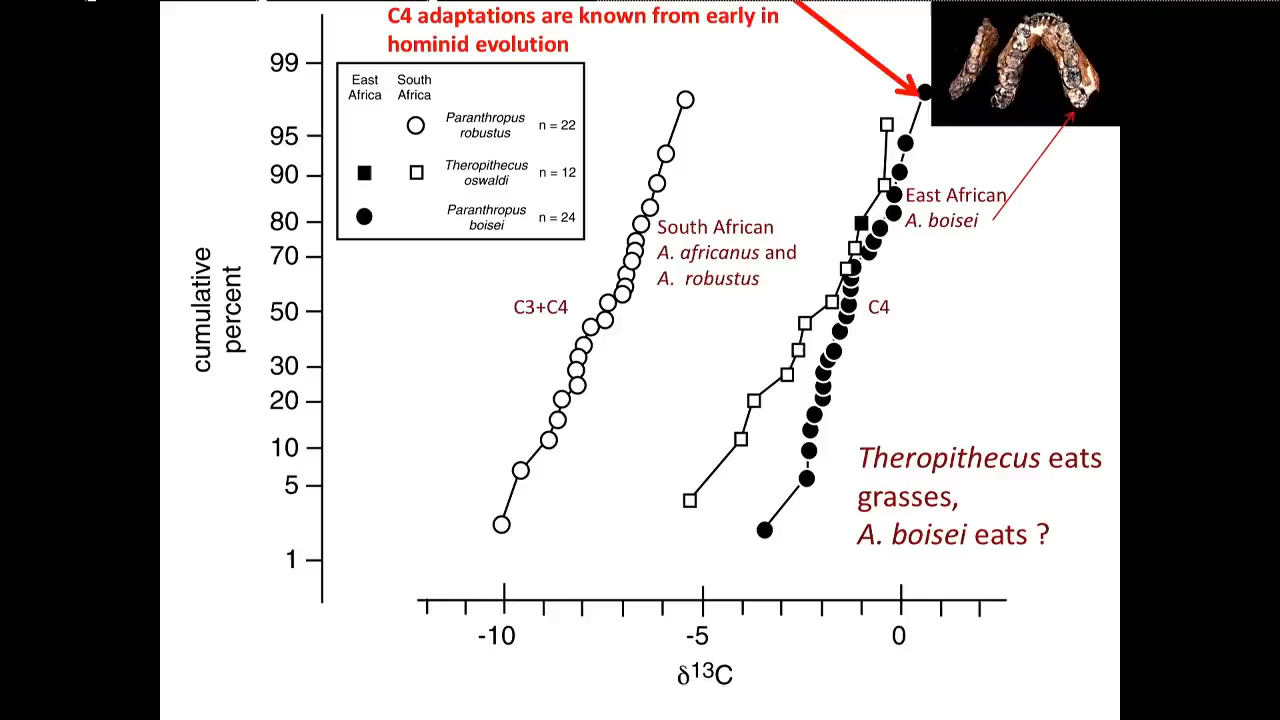 C4 adaptations are known from early in
hominid evolution
East Africa
South Africa
Paranthropus robustus n = 22
Theropithecus oswaldi n = 12
Paranthropus boisei n = 24
99
95
90
80
70
50
30
20
10
5
1
cumulative
percent
South African
A. africanus and
A. robustus
C3+C4
East African
A. boisei
C4
Theropithecus eats
grasses,
A. boisei eats ?
-10
-5
0
δ13C